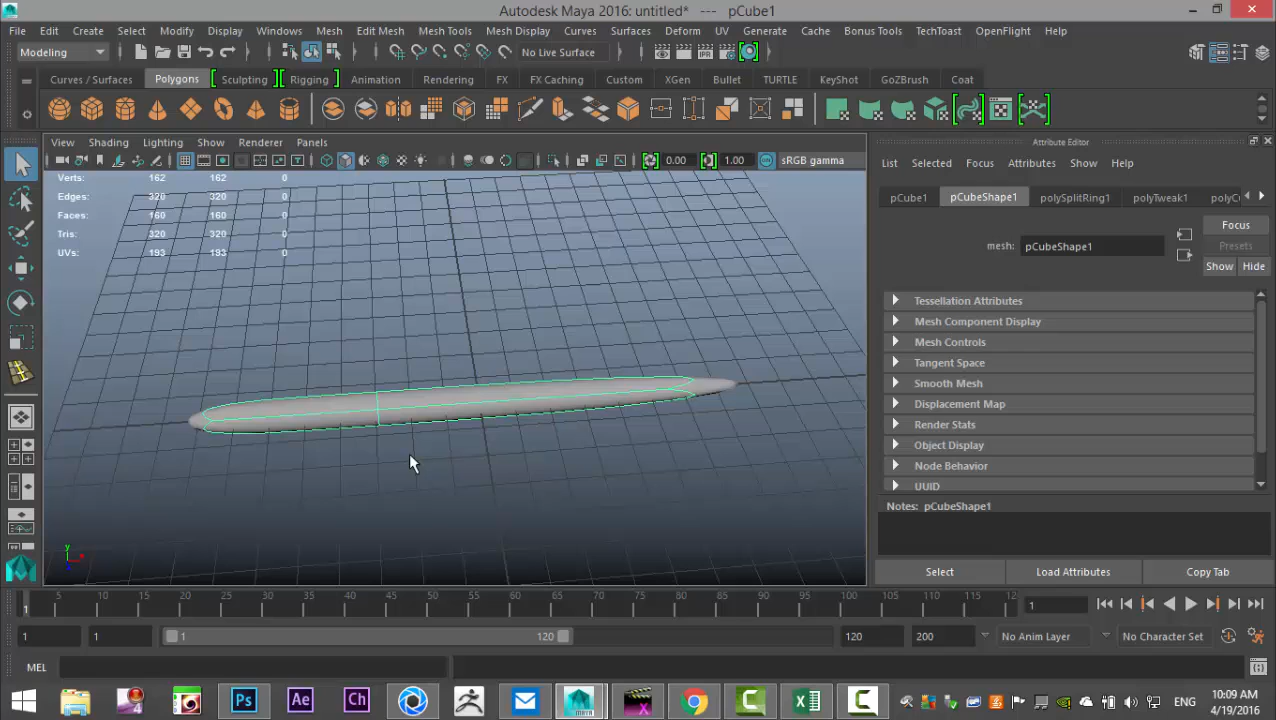 Autodesk Maya 2016: untitled* --- pCube1
File Edit Create Select Modify Display Windows Mesh Edit Mesh Mesh Tools Mesh Display Curves Surfaces Deform UV Generate Cache Bonus Tools TechToast OpenFlight Help
Modeling No Live Surface
Curves / Surfaces Polygons Sculpting Rigging Animation Rendering FX FX Caching Custom XGen Bullet TURTLE KeyShot GoZBrush Coat
View Shading Lighting Show Renderer Panels
0.00 1.00 sRGB gamma
Verts: 162 162 0
Edges: 320 320 0
Faces: 160 160 0
Tris: 320 320 0
UVs: 193 193 0
y
Attribute Editor
List Selected Focus Attributes Show Help
pCube1 pCubeShape1 polySplitRing1 polyTweak1 polyC
Focus
mesh: pCubeShape1
Presets
Show Hide
Tessellation Attributes
Mesh Component Display
Mesh Controls
Tangent Space
Smooth Mesh
Displacement Map
Render Stats
Object Display
Node Behavior
UUID
Notes: pCubeShape1
Select Load Attributes Copy Tab
1 5 10 15 20 25 30 35 40 45 50 55 60 65 70 75 80 85 90 95 100 105 110 115 12 1
1 1 1 120 120 200 No Anim Layer No Character Set
MEL
4 Ps Ae Ch maya X ENG 10:09 AM
4/19/2016